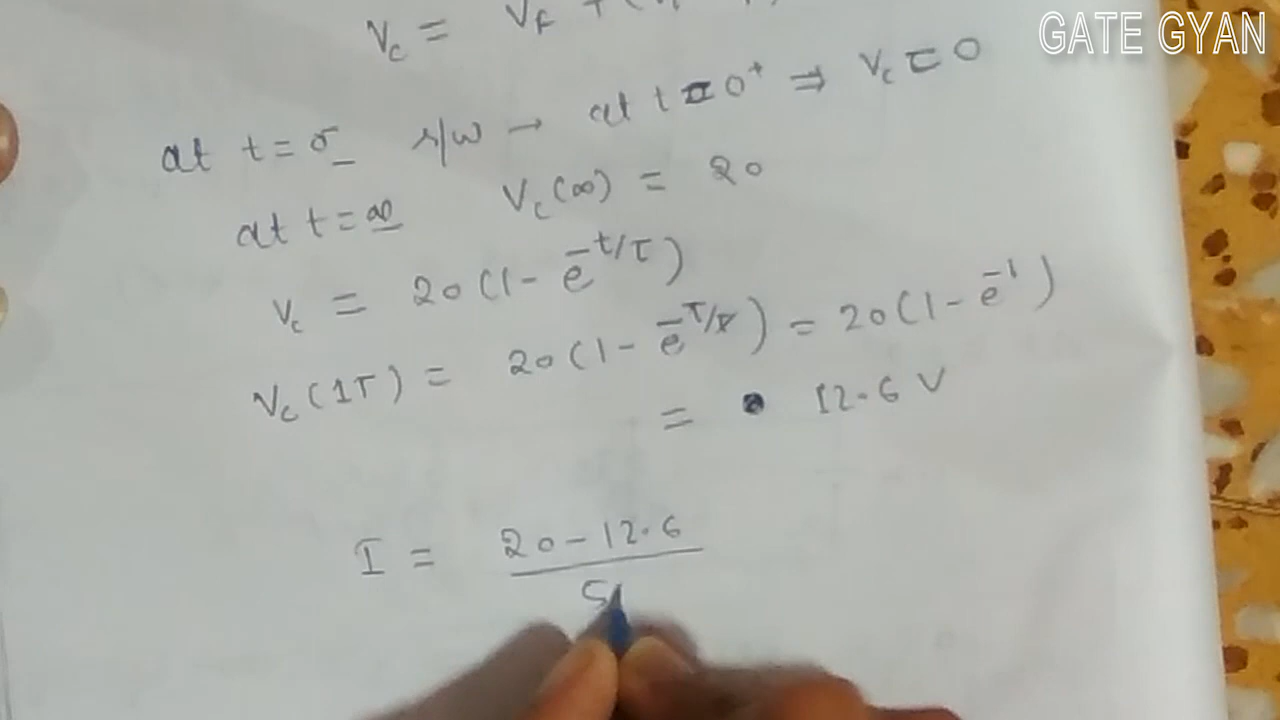 GATE GYAN
Vc = VF + (
at t = 0- s/w → at t = 0+ ⇒ Vc = 0
at t = ∞ Vc(∞) = 20
Vc = 20(1 - e^-t/τ)
Vc(1T) = 20(1 - e^-τ/τ) = 20(1 - e^-1)
= 12.6 V
I = 20 - 12.6
5